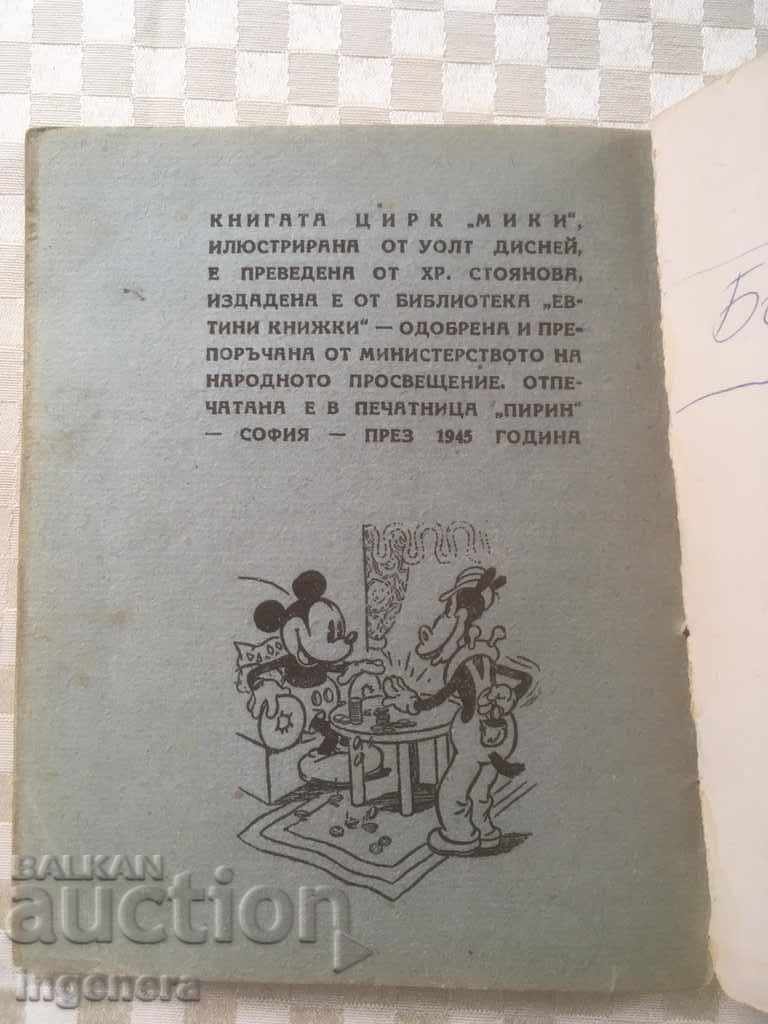 КНИГАТА ЦИРК „МИКИ“,
ИЛЮСТРИРАНА ОТ УОЛТ ДИСНЕЙ,
Е ПРЕВЕДЕНА ОТ ХР. СТОЯНОВА,
ИЗДАДЕНА Е ОТ БИБЛИОТЕКА „ЕВ-
ТИНИ КНИЖКИ“ — ОДОБРЕНА И ПРЕ-
ПОРЪЧАНА ОТ МИНИСТЕРСТВОТО НА
НАРОДНОТО ПРОСВЕЩЕНИЕ. ОТПЕ-
ЧАТАНА Е В ПЕЧАТНИЦА „ПИРИН“
— СОФИЯ — ПРЕЗ 1945 ГОДИНА
BALKAN
auction
ingenera